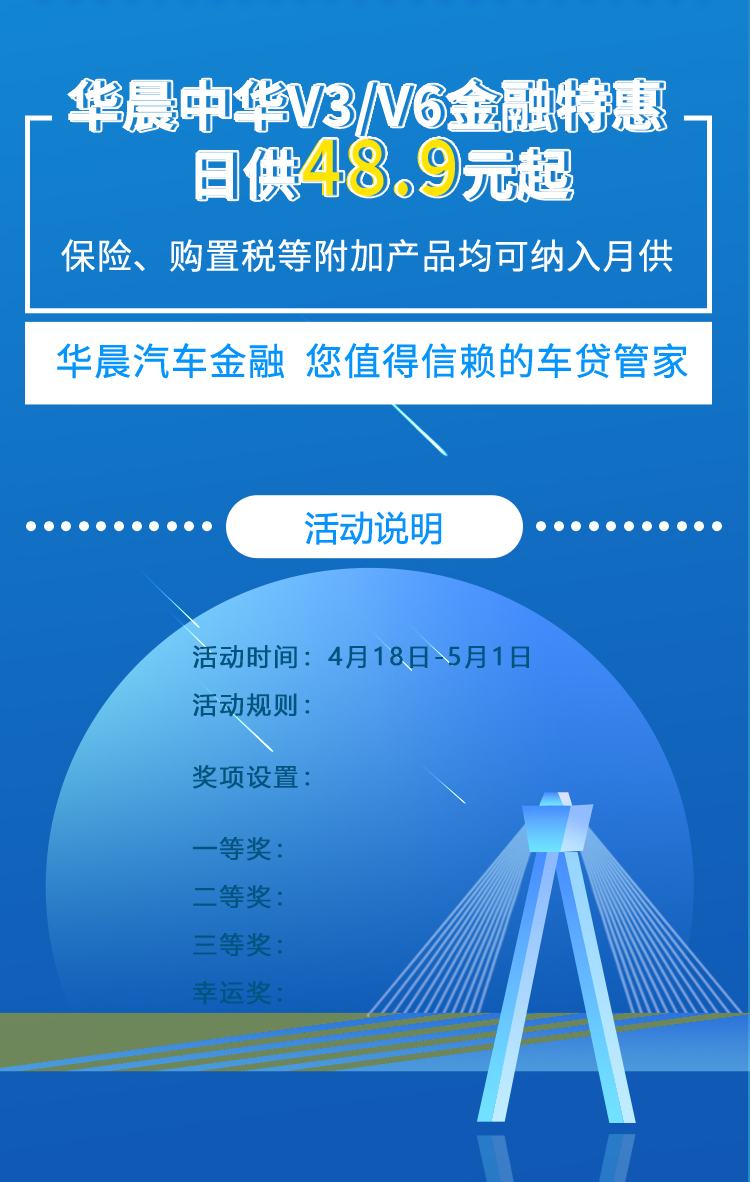 华晨中华V3/V6金融特惠
日供48.9元起
保险、购置税等附加产品均可纳入月供
华晨汽车金融 您值得信赖的车贷管家
活动说明
活动时间：4月18日-5月1日
活动规则：
奖项设置：
一等奖：
二等奖：
三等奖：
幸运奖：